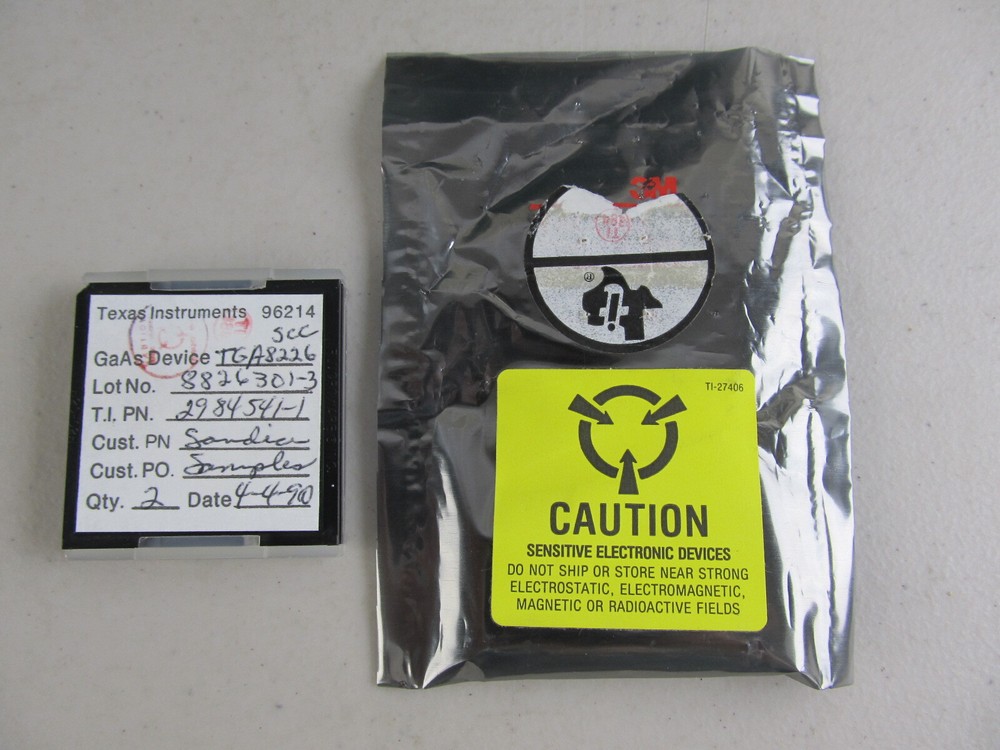 Texas Instruments 96214
SCC
GaAs Device TGA8226
Lot No. 8826301-3
T.I. PN. 2984541-1
Cust. PN Sandia
Cust. PO. Samples
Qty. 2 Date 4-4-90
3M
TI-27406
CAUTION
SENSITIVE ELECTRONIC DEVICES
DO NOT SHIP OR STORE NEAR STRONG
ELECTROSTATIC, ELECTROMAGNETIC,
MAGNETIC OR RADIOACTIVE FIELDS